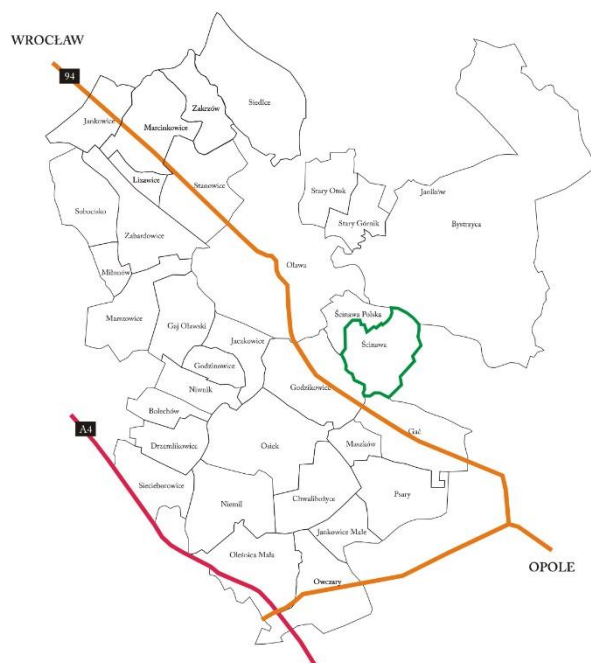 WROCŁAW
94
Siedlce
Zakrzów
Jankowice
Marcinkowice
Lizawice
Stanowice
Stary Otok
Janików
Sobocisko
Stary Górnik
Bystrzyca
Zabardowice
Oława
Miłonów
Marszowice
Gaj Oławski
Ścinawa Polska
Jaczkowice
Ścinawa
Godzinowice
Niwnik
Godzikowice
Bolechów
A4
Gać
Drzemlikowice
Osiek
Maszków
Siecieborowice
Chwalibożyce
Psary
Niemil
Jankowice Małe
Oleśnica Mała
OPOLE
Owczary